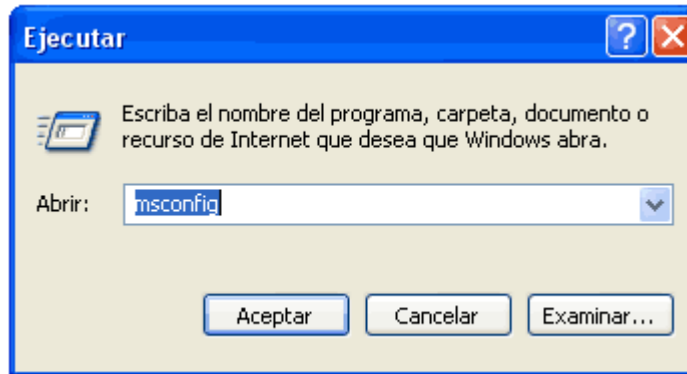 Ejecutar
Escriba el nombre del programa, carpeta, documento o
recurso de Internet que desea que Windows abra.
Abrir: msconfig
Aceptar Cancelar Examinar...